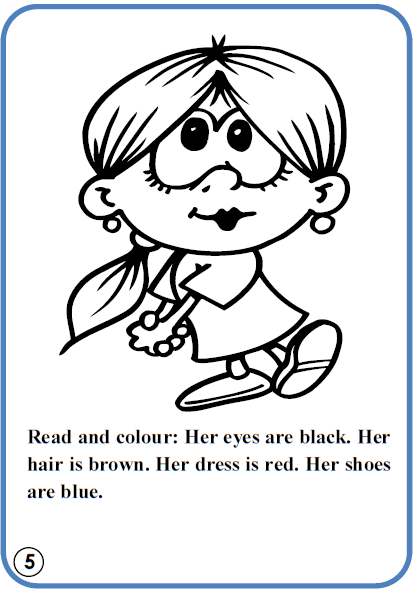 Read and colour: Her eyes are black. Her
hair is brown. Her dress is red. Her shoes
are blue.
5